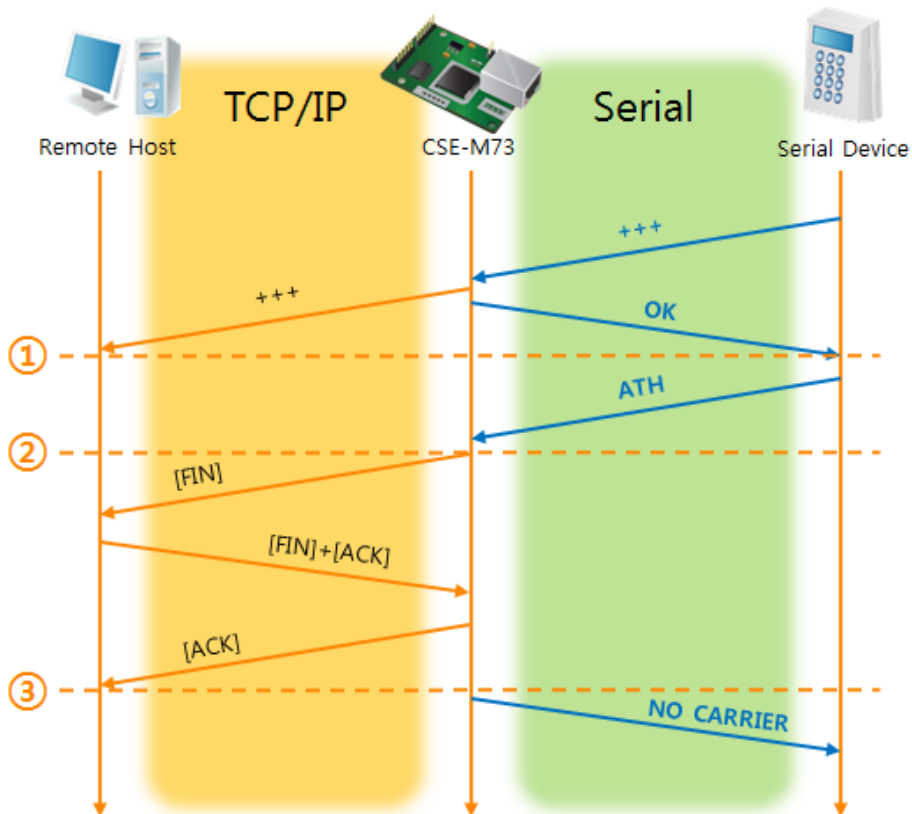 TCP/IP
Serial
Remote Host
CSE-M73
Serial Device
+++
+++
OK
①
ATH
②
[FIN]
[FIN]+[ACK]
[ACK]
③
NO CARRIER